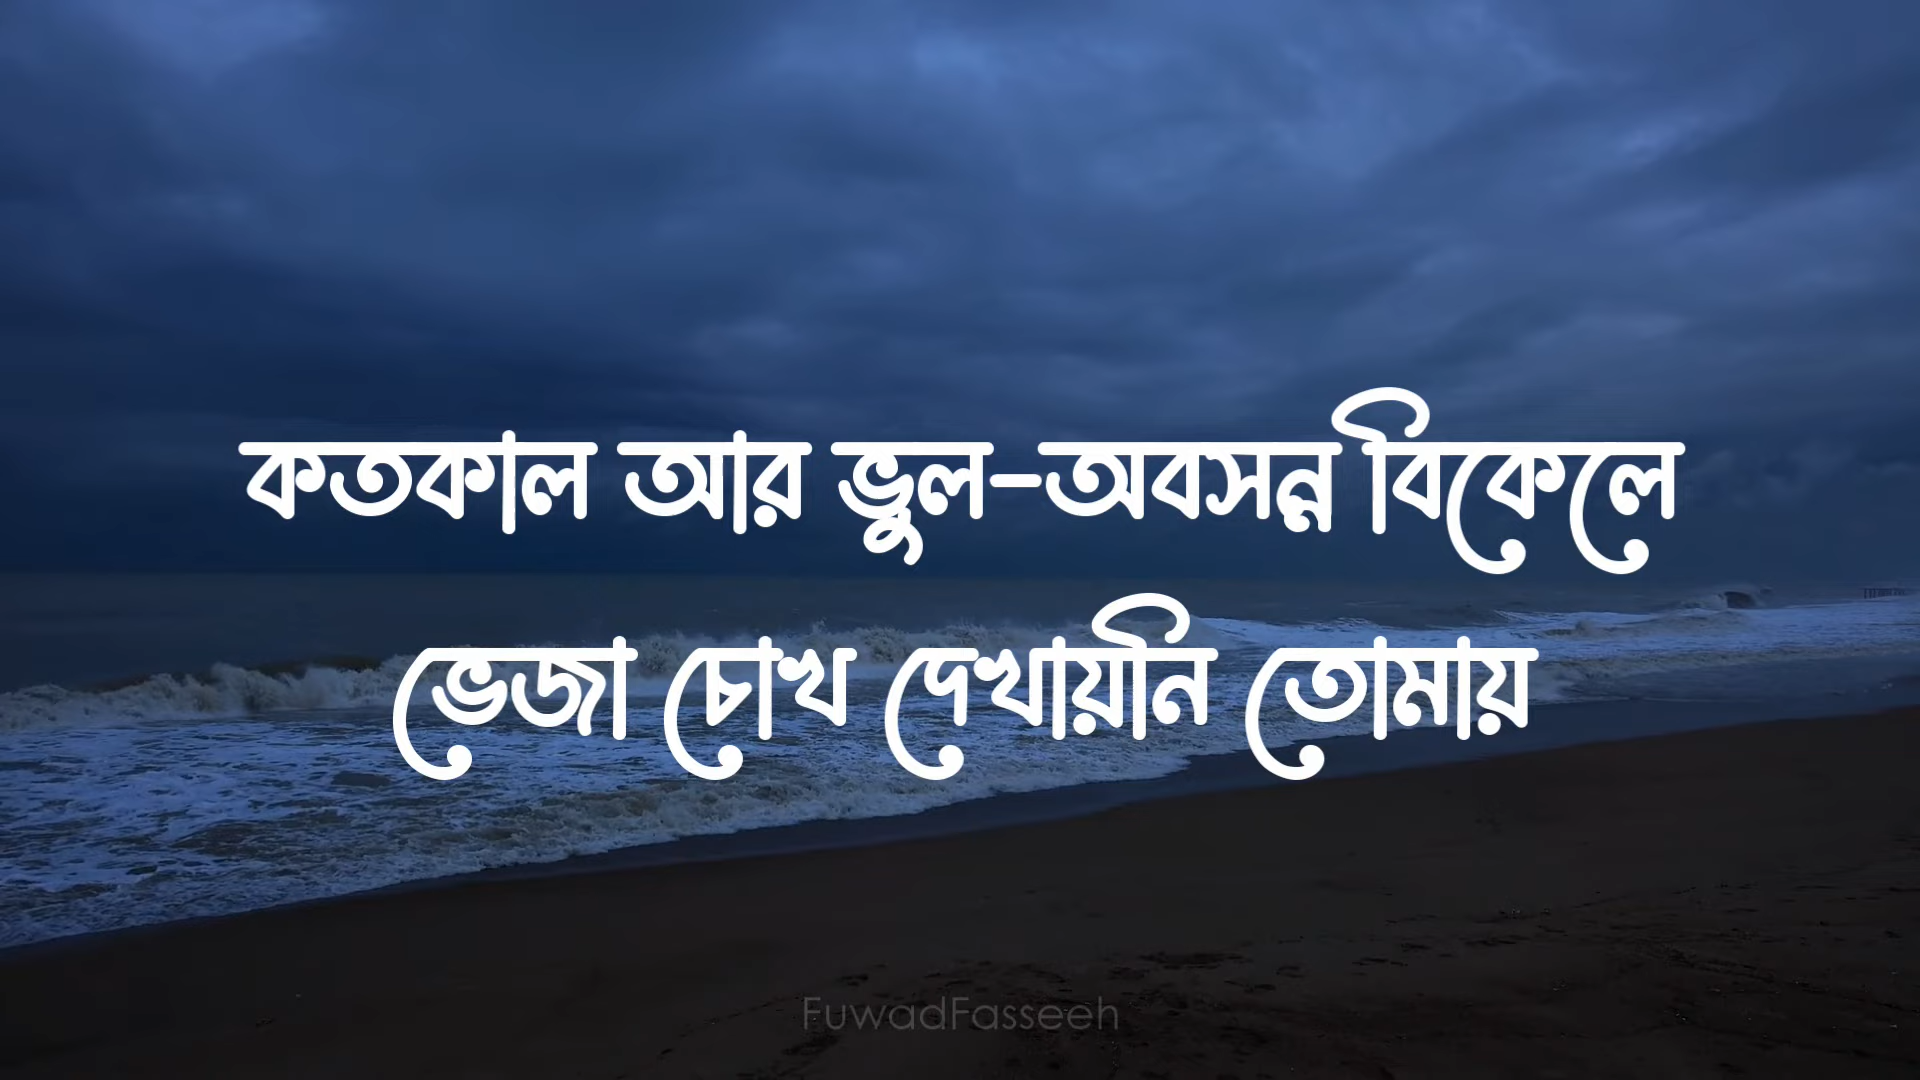 কতকাল আর ভুল-অবসন্ন বিকেলে
ভেজা চোখ দেখায়নি তোমায়
FuwadFasseeh